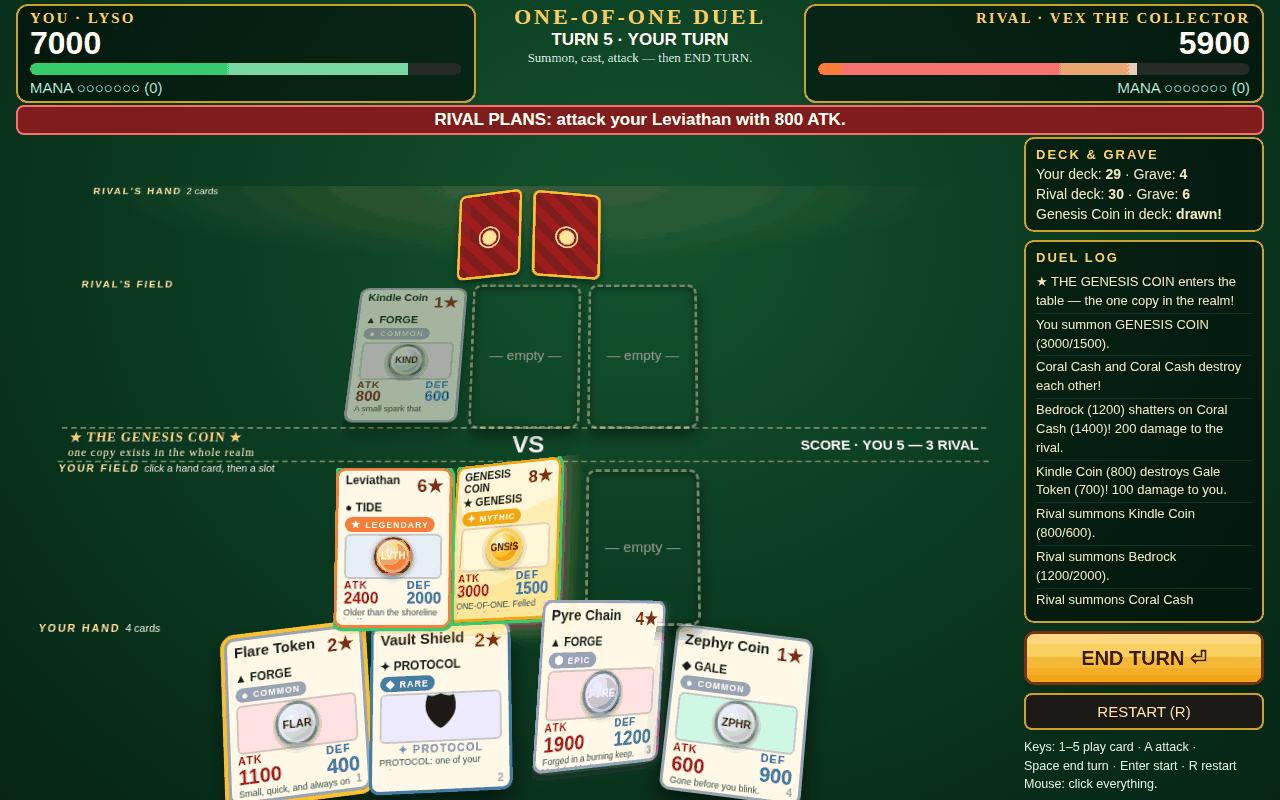 YOU · LYSO
7000
MANA ○○○○○○○ (0)
ONE-OF-ONE DUEL
TURN 5 · YOUR TURN
Summon, cast, attack — then END TURN.
RIVAL · VEX THE COLLECTOR
5900
MANA ○○○○○○○ (0)
RIVAL PLANS: attack your Leviathan with 800 ATK.
RIVAL'S HAND 2 cards
RIVAL'S FIELD
Kindle Coin 1★
▲ FORGE
● COMMON
KIND
ATK DEF
800 600
A small spark that
— empty —
— empty —
★ THE GENESIS COIN ★
one copy exists in the whole realm
VS
SCORE · YOU 5 — 3 RIVAL
YOUR FIELD click a hand card, then a slot
Leviathan 6★
● TIDE
★ LEGENDARY
LVTH
ATK DEF
2400 2000
Older than the shoreline
GENESIS COIN 8★
★ GENESIS
✦ MYTHIC
GNSIS
ATK DEF
3000 1500
ONE-OF-ONE. Felled
— empty —
YOUR HAND 4 cards
Flare Token 2★
▲ FORGE
● COMMON
FLAR
ATK DEF
1100 400
Small, quick, and always on 1
Vault Shield 2★
✦ PROTOCOL
◆ RARE
✦ PROTOCOL
PROTOCOL: one of your
2
Pyre Chain 4★
▲ FORGE
⬢ EPIC
PYRE
ATK DEF
1900 1200
Forged in a burning keep,
3
Zephyr Coin 1★
◆ GALE
● COMMON
ZPHR
ATK DEF
600 900
Gone before you blink.
4
DECK & GRAVE
Your deck: 29 · Grave: 4
Rival deck: 30 · Grave: 6
Genesis Coin in deck: drawn!
DUEL LOG
★ THE GENESIS COIN enters the
table — the one copy in the realm!
You summon GENESIS COIN
(3000/1500).
Coral Cash and Coral Cash destroy
each other!
Bedrock (1200) shatters on Coral
Cash (1400)! 200 damage to the
rival.
Kindle Coin (800) destroys Gale
Token (700)! 100 damage to you.
Rival summons Kindle Coin
(800/600).
Rival summons Bedrock
(1200/2000).
Rival summons Coral Cash
END TURN ⏎
RESTART (R)
Keys: 1–5 play card · A attack ·
Space end turn · Enter start · R restart
Mouse: click everything.